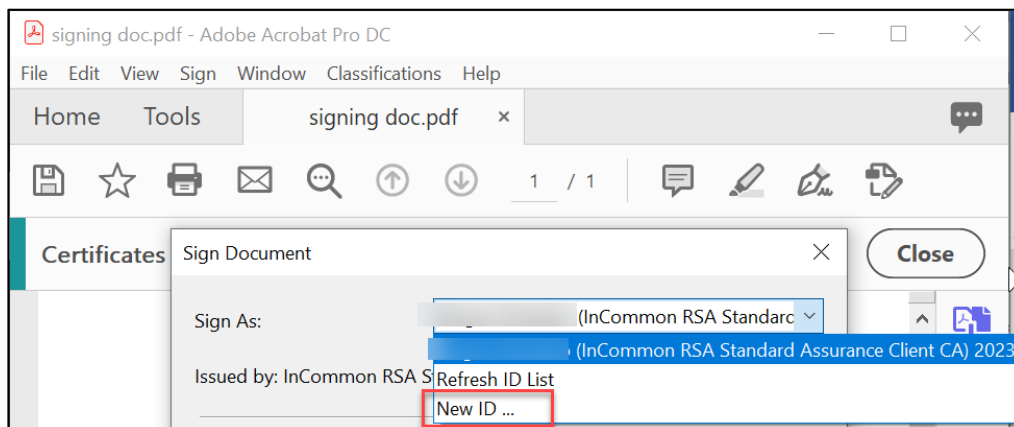 signing doc.pdf - Adobe Acrobat Pro DC
File Edit View Sign Window Classifications Help
Home Tools signing doc.pdf ×
1 / 1
Certificates Sign Document Close
Sign As: (InCommon RSA Standard
(InCommon RSA Standard Assurance Client CA) 2023
Issued by: InCommon RSA S Refresh ID List
New ID ...